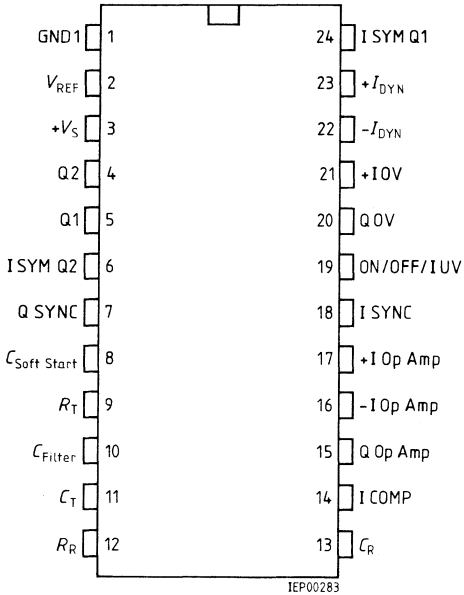 GND1 1 24 I SYM Q1
VREF 2 23 +IDYN
+VS 3 22 -IDYN
Q2 4 21 +IOV
Q1 5 20 QOV
I SYM Q2 6 19 ON/OFF/IUV
Q SYNC 7 18 I SYNC
CSoft Start 8 17 +I Op Amp
RT 9 16 -I Op Amp
CFilter 10 15 Q Op Amp
CT 11 14 I COMP
RR 12 13 CR
IEP00283